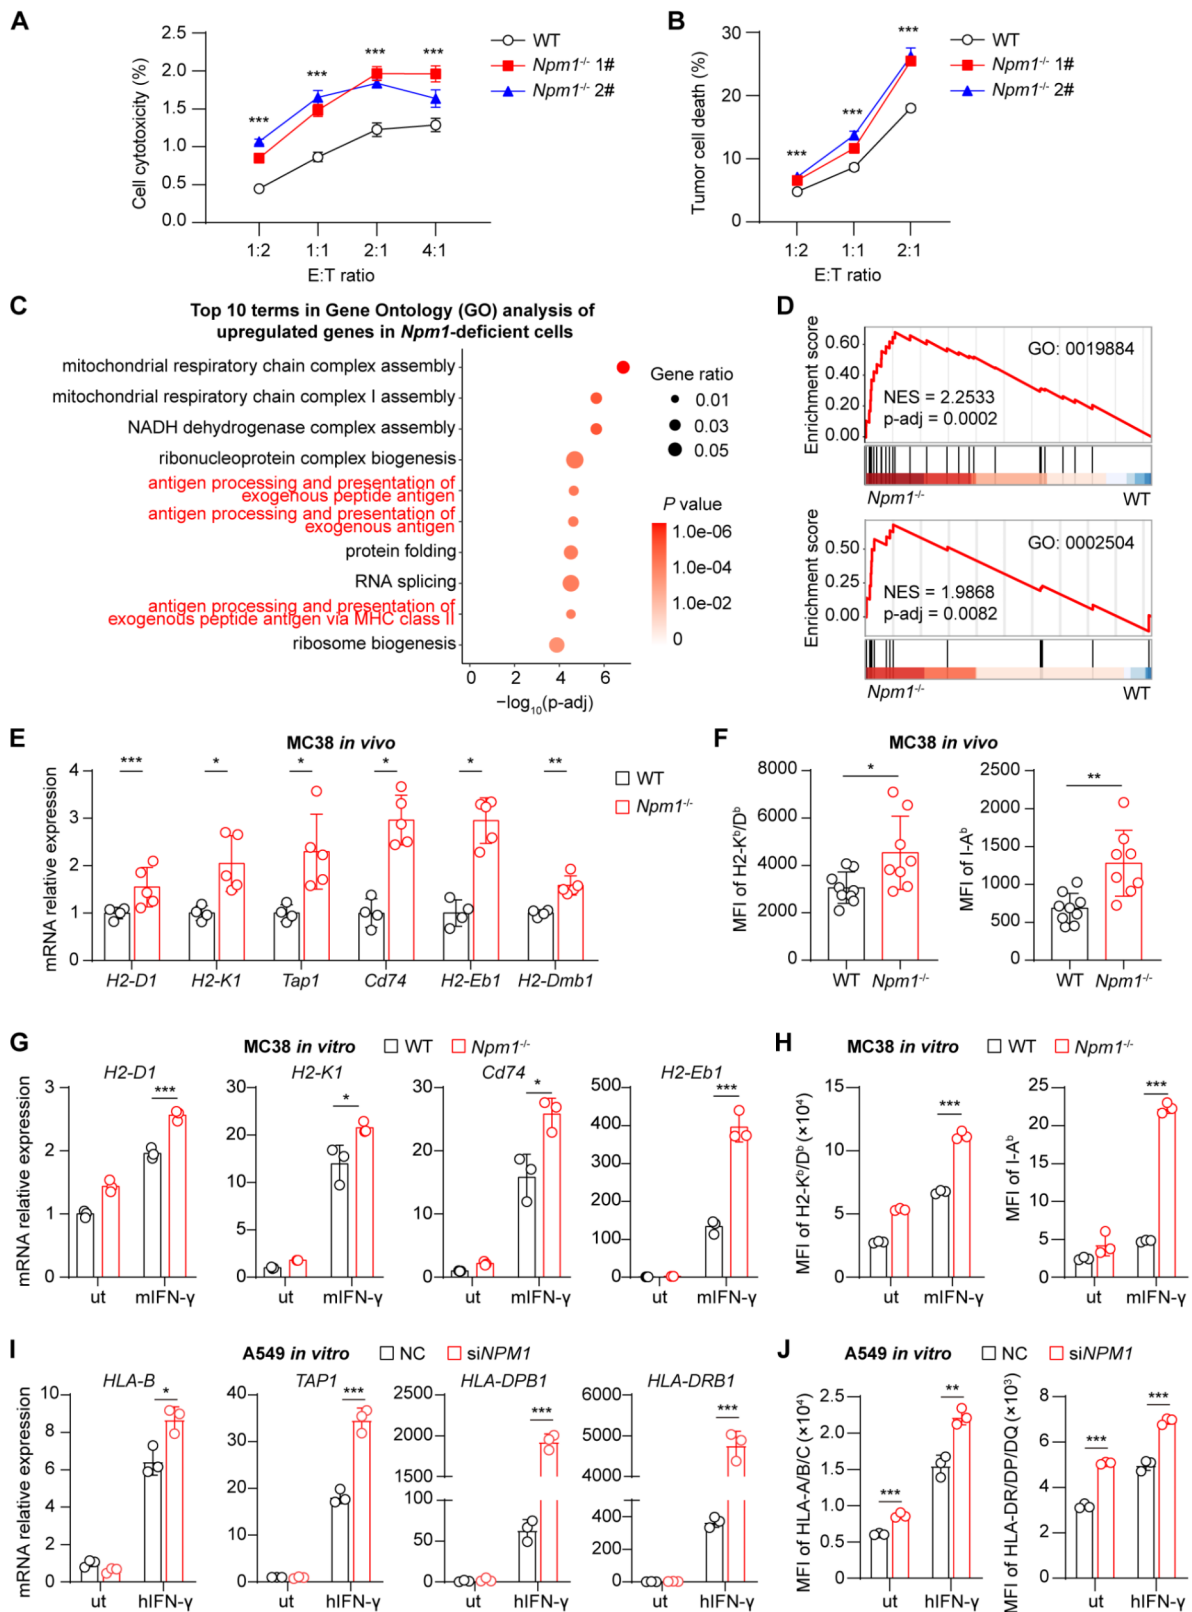 A
Cell cytotoxicity (%)
2.5
2.0
1.5
1.0
0.5
0.0
***
***
***
***
1:2
1:1
2:1
4:1
E:T ratio
WT
Npm1-/- 1#
Npm1-/- 2#
B
Tumor cell death (%)
30
20
10
0
***
***
***
1:2
1:1
2:1
E:T ratio
WT
Npm1-/- 1#
Npm1-/- 2#
C
Top 10 terms in Gene Ontology (GO) analysis of
upregulated genes in Npm1-deficient cells
mitochondrial respiratory chain complex assembly
mitochondrial respiratory chain complex I assembly
NADH dehydrogenase complex assembly
ribonucleoprotein complex biogenesis
antigen processing and presentation of
exogenous peptide antigen
antigen processing and presentation of
exogenous antigen
protein folding
RNA splicing
antigen processing and presentation of
exogenous peptide antigen via MHC class II
ribosome biogenesis
0
2
4
6
−log10(p-adj)
Gene ratio
0.01
0.03
0.05
P value
1.0e-06
1.0e-04
1.0e-02
0
D
Enrichment score
0.60
0.40
0.20
0.00
GO: 0019884
NES = 2.2533
p-adj = 0.0002
Npm1-/-
WT
Enrichment score
0.50
0.25
0.00
GO: 0002504
NES = 1.9868
p-adj = 0.0082
Npm1-/-
WT
E
MC38 in vivo
mRNA relative expression
4
3
2
1
0
***
*
*
*
*
**
H2-D1
H2-K1
Tap1
Cd74
H2-Eb1
H2-Dmb1
WT
Npm1-/-
F
MC38 in vivo
MFI of H2-Kb/Db
8000
6000
4000
2000
0
*
WT
Npm1-/-
MFI of I-Ab
2500
2000
1500
1000
500
0
**
WT
Npm1-/-
G
MC38 in vitro
WT
Npm1-/-
mRNA relative expression
H2-D1
3
2
1
0
***
ut
mIFN-γ
H2-K1
30
20
10
5
0
*
ut
mIFN-γ
Cd74
30
20
10
0
*
ut
mIFN-γ
H2-Eb1
500
400
300
200
100
0
***
ut
mIFN-γ
H
MC38 in vitro
WT
Npm1-/-
MFI of H2-Kb/Db (×104)
15
10
5
0
***
ut
mIFN-γ
MFI of I-Ab
25
20
15
10
5
0
***
ut
mIFN-γ
I
A549 in vitro
NC
siNPM1
mRNA relative expression
HLA-B
10
8
6
4
2
0
*
ut
hIFN-γ
TAP1
40
30
20
10
0
***
ut
hIFN-γ
HLA-DPB1
2500
2000
1500
100
50
0
***
ut
hIFN-γ
HLA-DRB1
6000
5000
4000
400
200
0
***
ut
hIFN-γ
J
A549 in vitro
NC
siNPM1
MFI of HLA-A/B/C (×104)
2.5
2.0
1.5
1.0
0.5
0
***
**
ut
hIFN-γ
MFI of HLA-DR/DP/DQ (×103)
8
6
4
2
0
***
***
ut
hIFN-γ